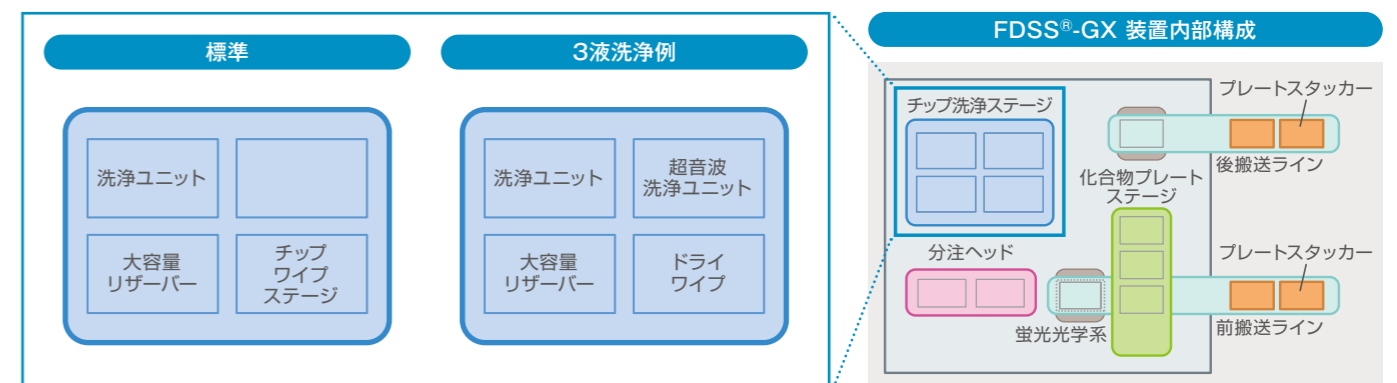 標準
洗浄ユニット
大容量
リザーバー
チップ
ワイプ
ステージ
3液洗浄例
洗浄ユニット
超音波
洗浄ユニット
大容量
リザーバー
ドライ
ワイプ
FDSS®-GX 装置内部構成
チップ洗浄ステージ
プレートスタッカー
後搬送ライン
化合物プレート
ステージ
分注ヘッド
プレートスタッカー
蛍光光学系
前搬送ライン